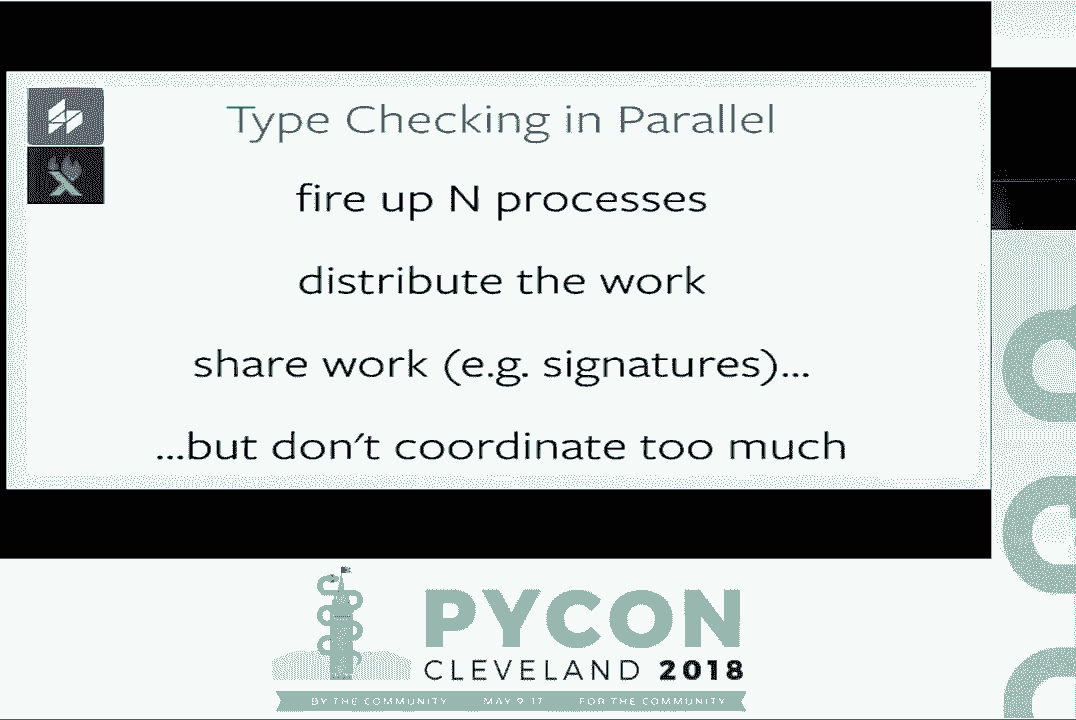 Type Checking in Parallel
fire up N processes
distribute the work
share work (e.g. signatures)...
...but don't coordinate too much
PYCON
CLEVELAND 2018
BY THE COMMUNITY MAY 9-17 FOR THE COMMUNITY